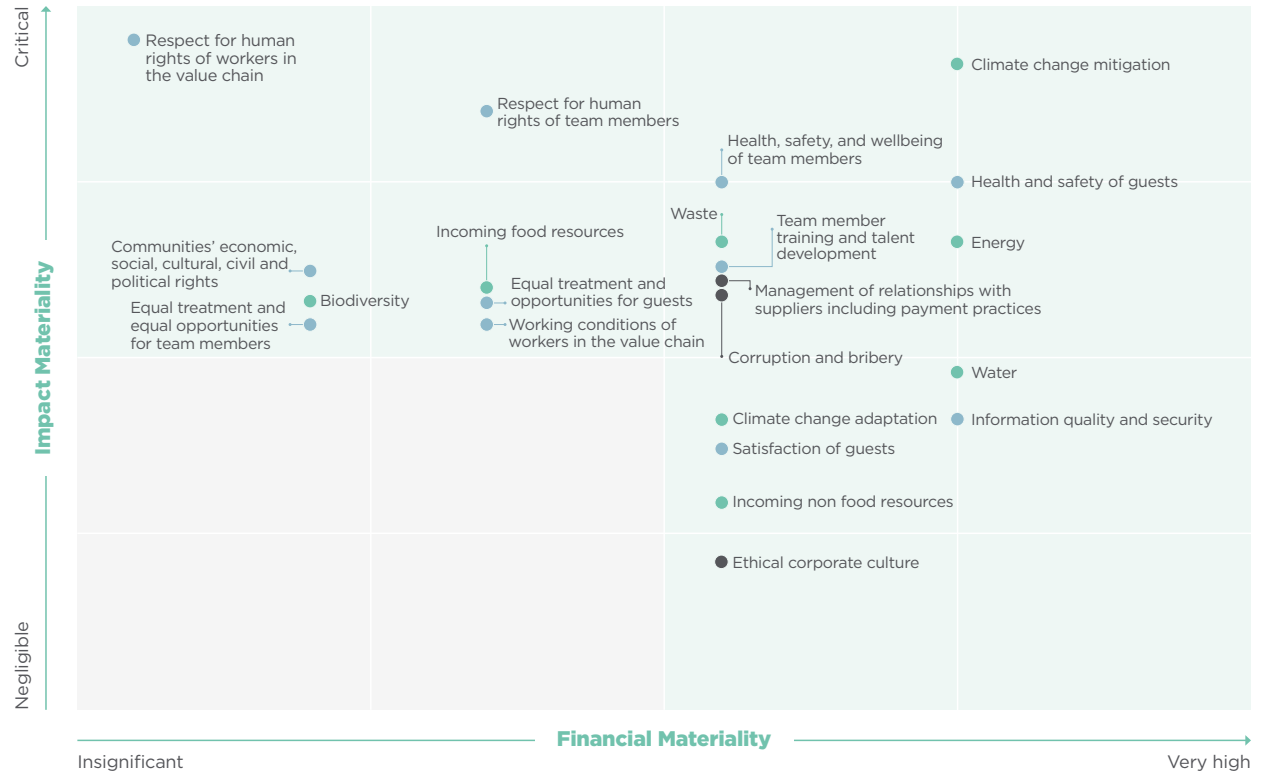 Critical
Respect for human
rights of workers in
the value chain
Climate change mitigation
Respect for human
rights of team members
Health, safety, and wellbeing
of team members
Health and safety of guests
Waste
Team member
training and talent
development
Incoming food resources
Energy
Communities’ economic,
social, cultural, civil and
political rights
Equal treatment and
opportunities for guests
Management of relationships with
suppliers including payment practices
Biodiversity
Equal treatment and
equal opportunities
for team members
Working conditions of
workers in the value chain
Corruption and bribery
Water
Climate change adaptation
Information quality and security
Satisfaction of guests
Incoming non food resources
Ethical corporate culture
Impact Materiality
Negligible
Financial Materiality
Insignificant
Very high